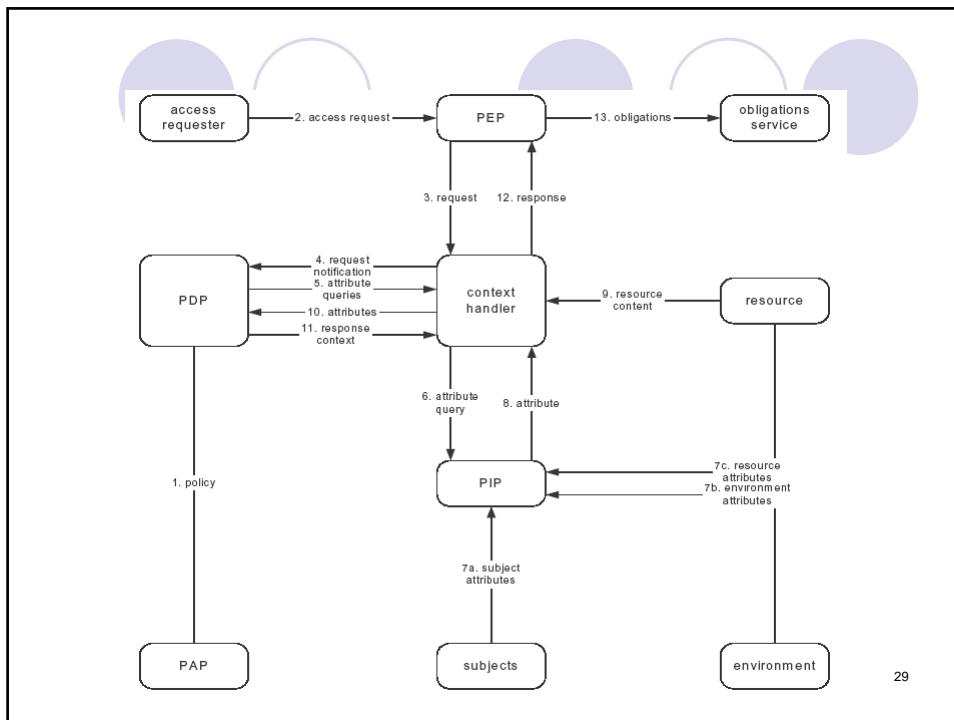 access
requester
2. access request
PEP
13. obligations
obligations
service
3. request
12. response
PDP
4. request
notification
5. attribute
queries
10. attributes
11. response
context
context
handler
9. resource
content
resource
6. attribute
query
8. attribute
1. policy
PIP
7c. resource
attributes
7b. environment
attributes
7a. subject
attributes
PAP
subjects
environment
29